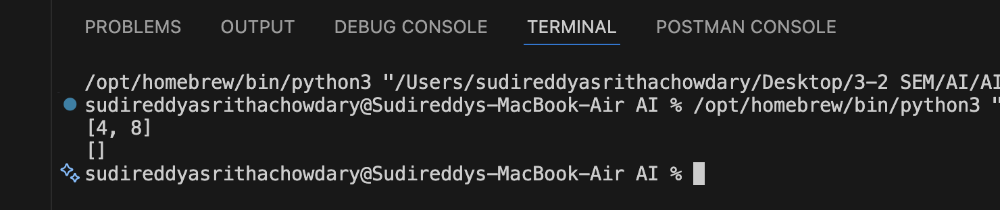 PROBLEMS OUTPUT DEBUG CONSOLE TERMINAL POSTMAN CONSOLE
/opt/homebrew/bin/python3 "/Users/sudireddyasrithachowdary/Desktop/3-2 SEM/AI/AI
sudireddyasrithachowdary@Sudireddys-MacBook-Air AI % /opt/homebrew/bin/python3 "
[4, 8]
[]
sudireddyasrithachowdary@Sudireddys-MacBook-Air AI %